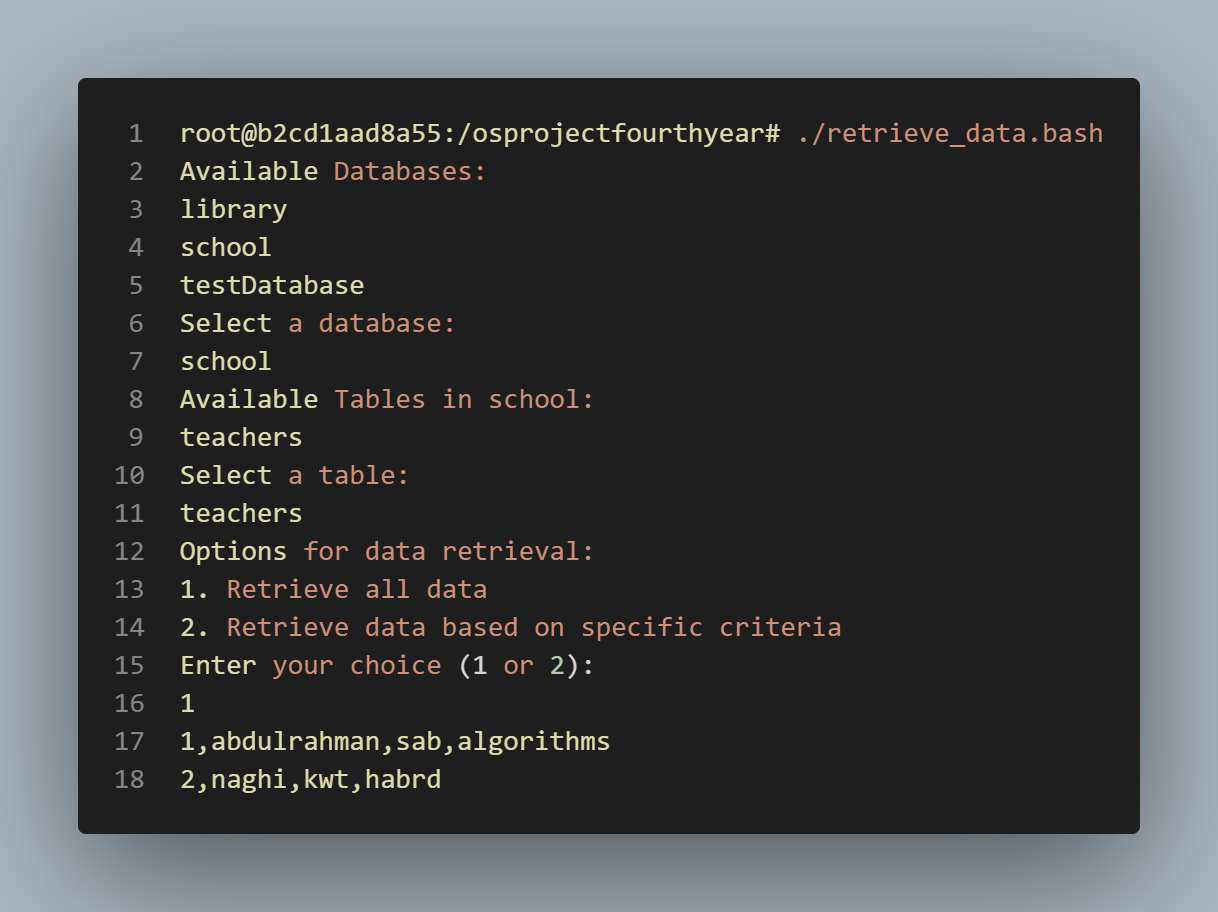 1 root@b2cd1aad8a55:/osprojectfourthyear# ./retrieve_data.bash
2 Available Databases:
3 library
4 school
5 testDatabase
6 Select a database:
7 school
8 Available Tables in school:
9 teachers
10 Select a table:
11 teachers
12 Options for data retrieval:
13 1. Retrieve all data
14 2. Retrieve data based on specific criteria
15 Enter your choice (1 or 2):
16 1
17 1,abdulrahman,sab,algorithms
18 2,naghi,kwt,habrd